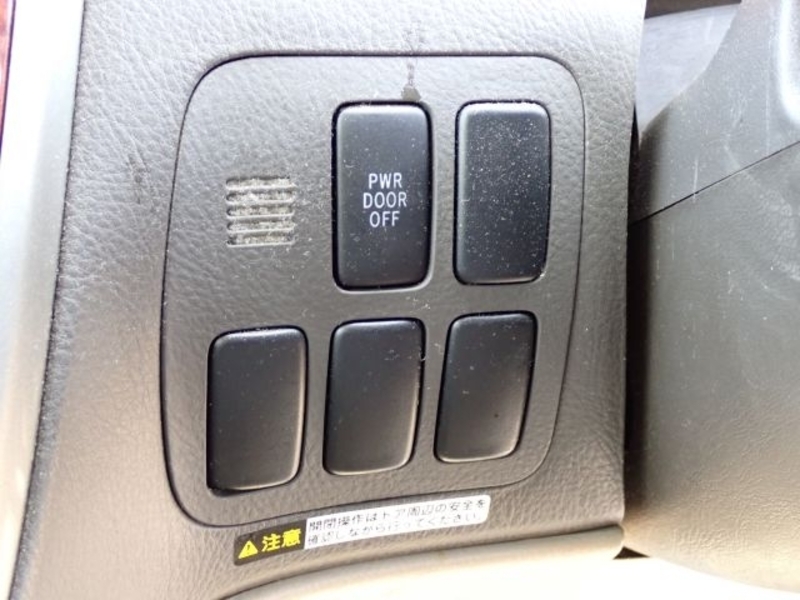 PWR
DOOR
OFF
注意
開閉操作はドア周辺の安全を
確認しながら行ってください。